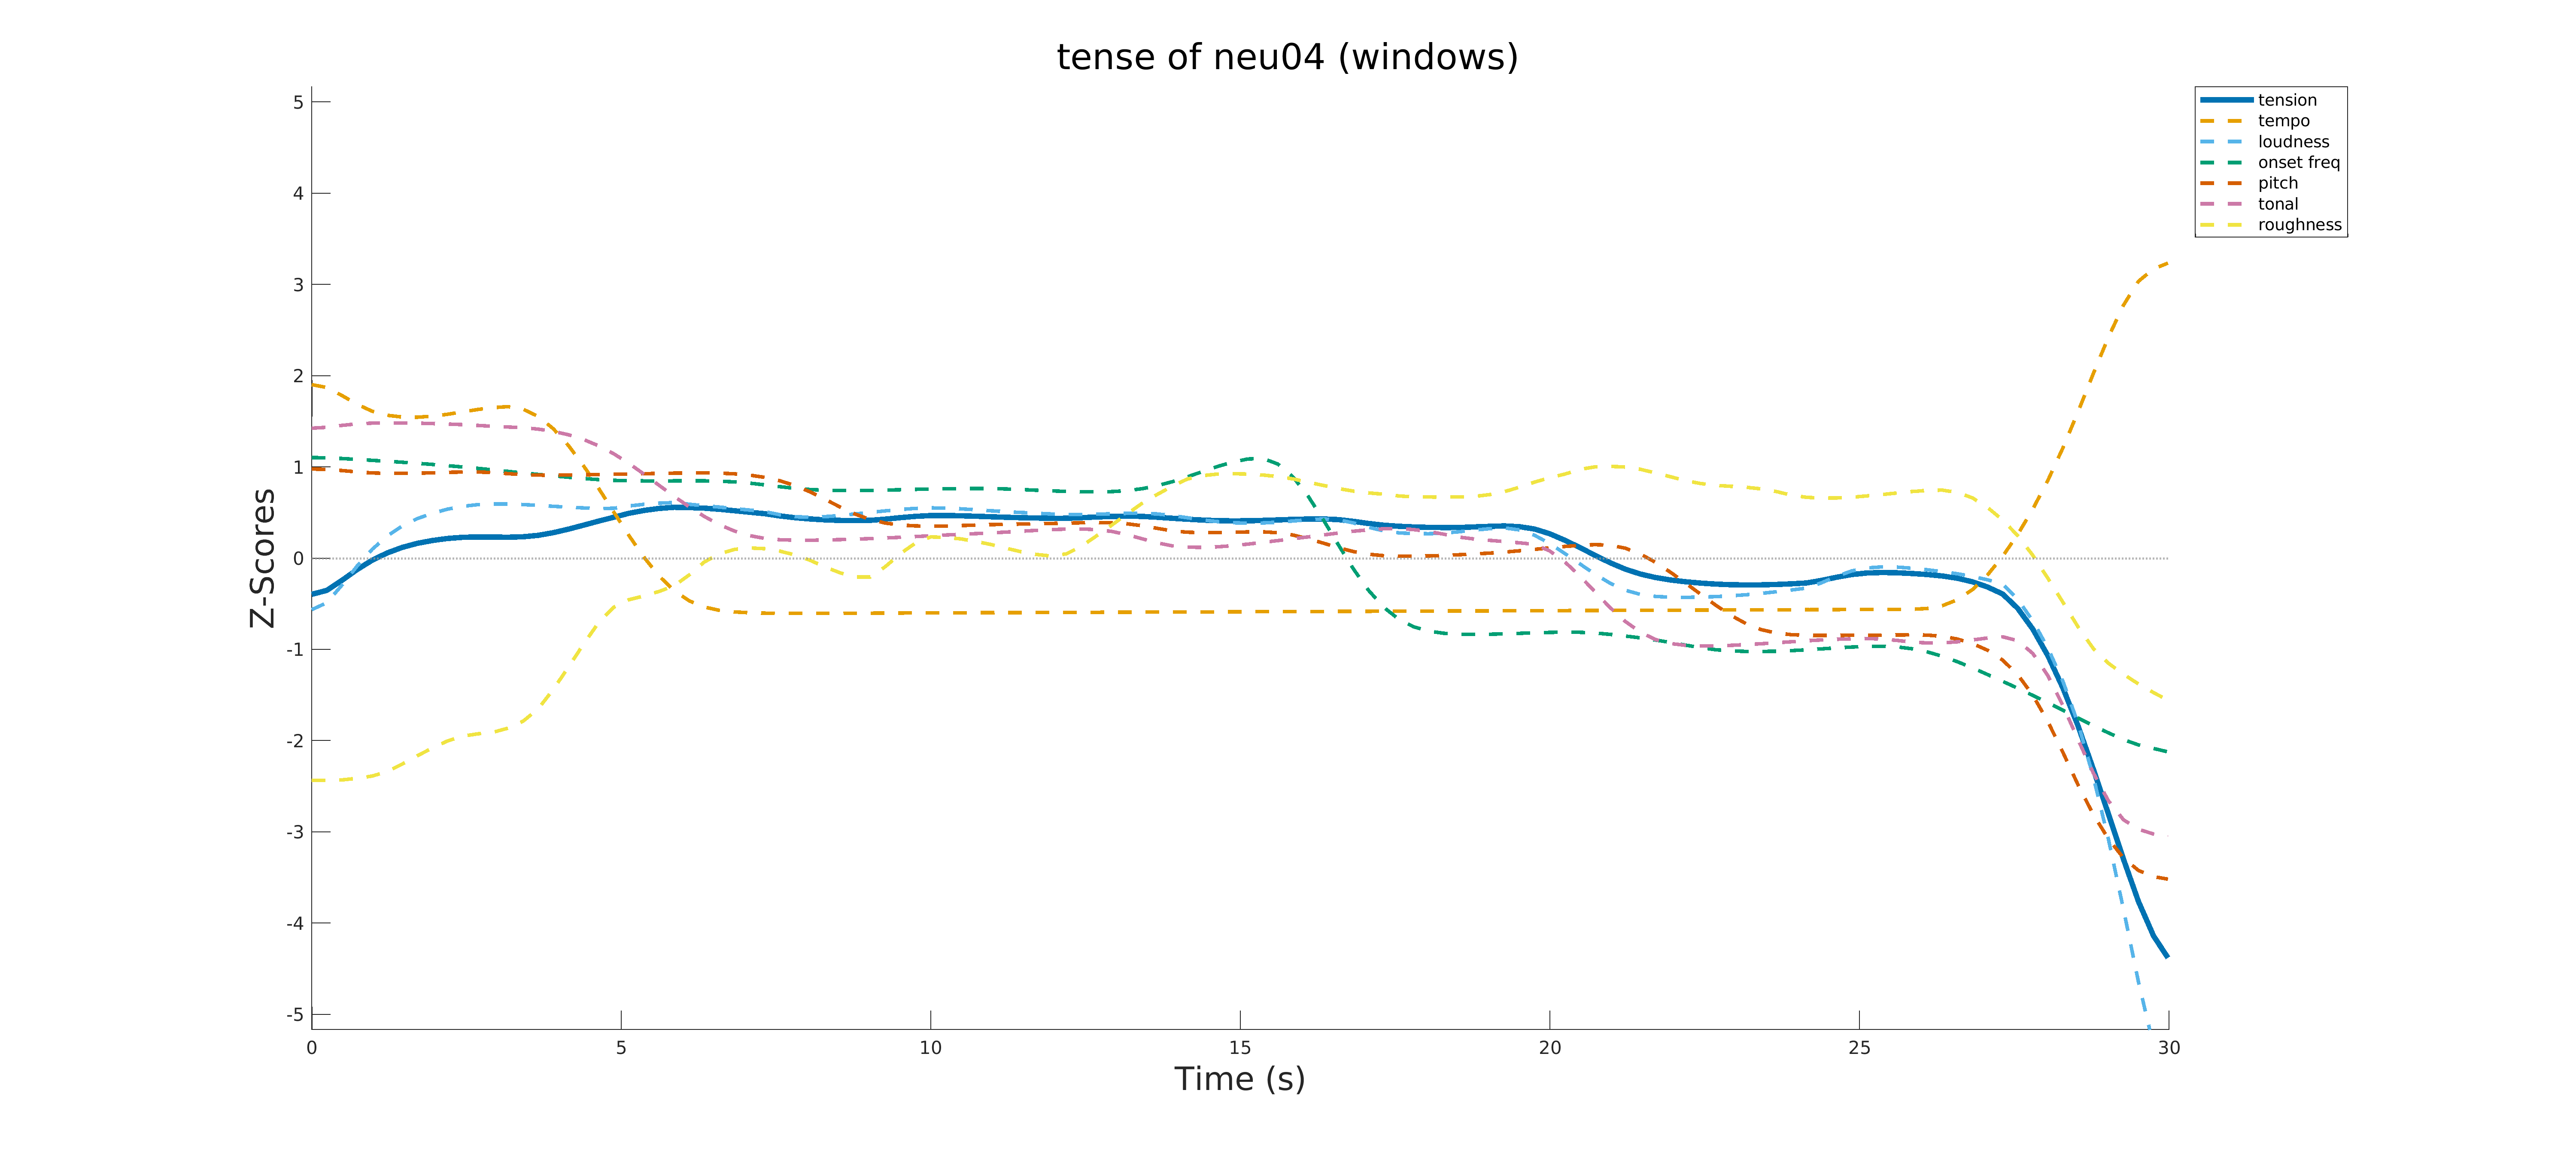 tense of neu04 (windows)
5
4
3
2
1
0
-1
-2
-3
-4
-5
Z-Scores
0
5
10
15
20
25
30
Time (s)
tension
tempo
loudness
onset freq
pitch
tonal
roughness